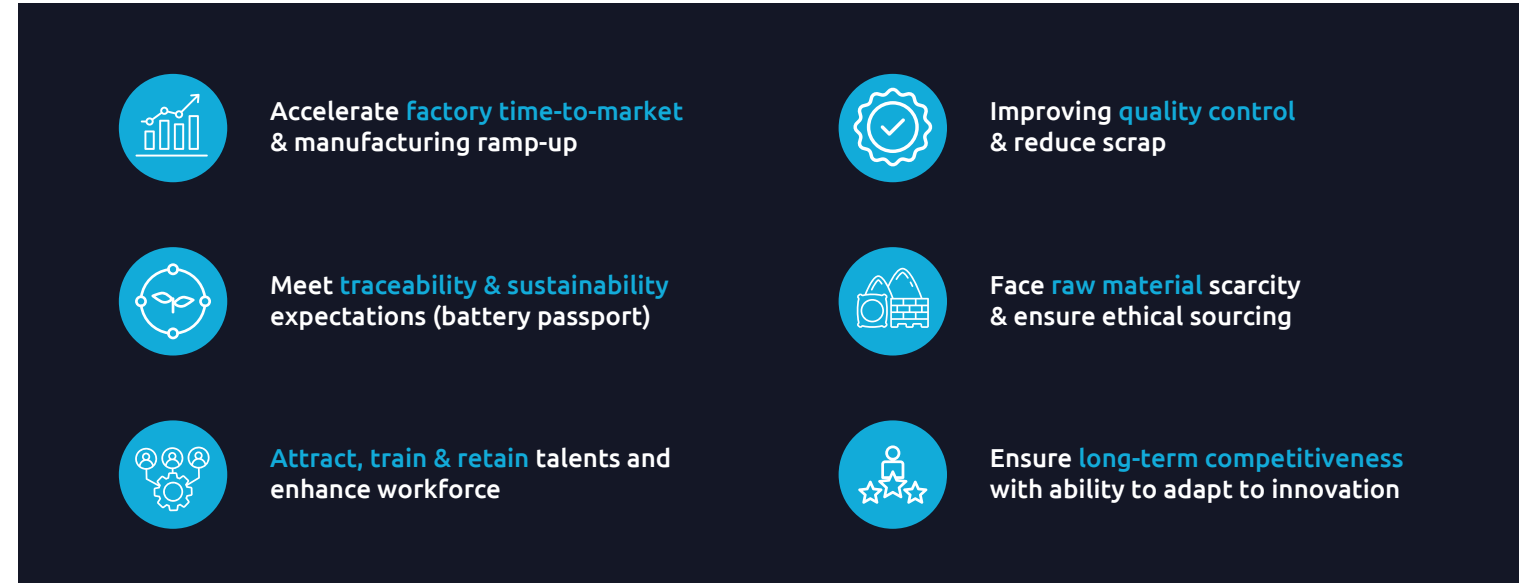 Accelerate factory time-to-market
& manufacturing ramp-up
Improving quality control
& reduce scrap
Meet traceability & sustainability
expectations (battery passport)
Face raw material scarcity
& ensure ethical sourcing
Attract, train & retain talents and
enhance workforce
Ensure long-term competitiveness
with ability to adapt to innovation